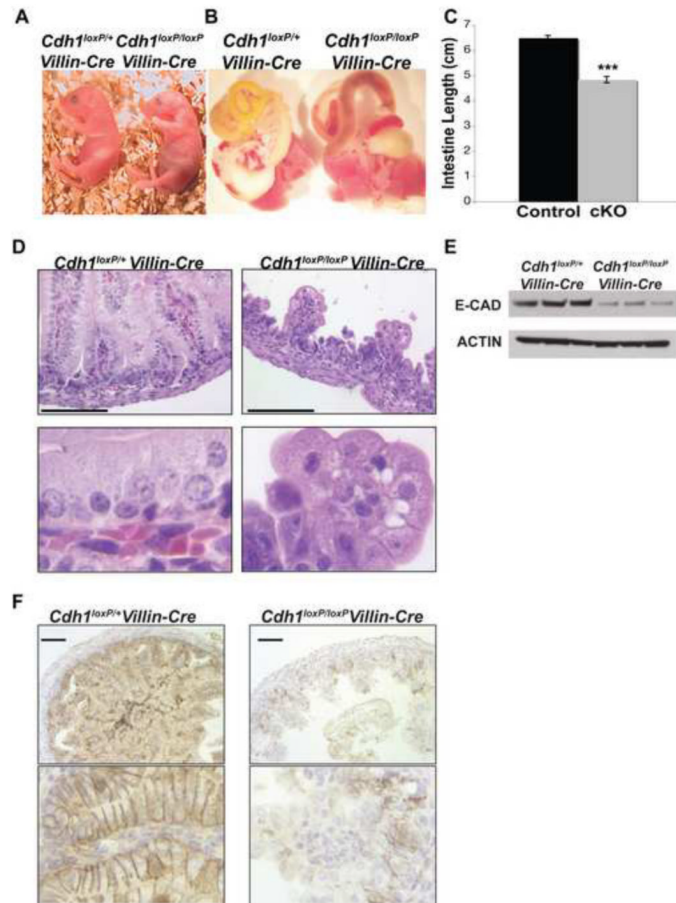 A
Cdh1loxP/+ Cdh1loxP/loxP
Villin-Cre Villin-Cre
B
Cdh1loxP/+ Cdh1loxP/loxP
Villin-Cre Villin-Cre
C
Intestine Length (cm)
7
6
5
4
3
2
1
0
***
Control cKO
D
Cdh1loxP/+ Villin-Cre
Cdh1loxP/loxP Villin-Cre
E
Cdh1loxP/+ Cdh1loxP/loxP
Villin-Cre Villin-Cre
E-CAD
ACTIN
F
Cdh1loxP/+ Villin-Cre
Cdh1loxP/loxP Villin-Cre